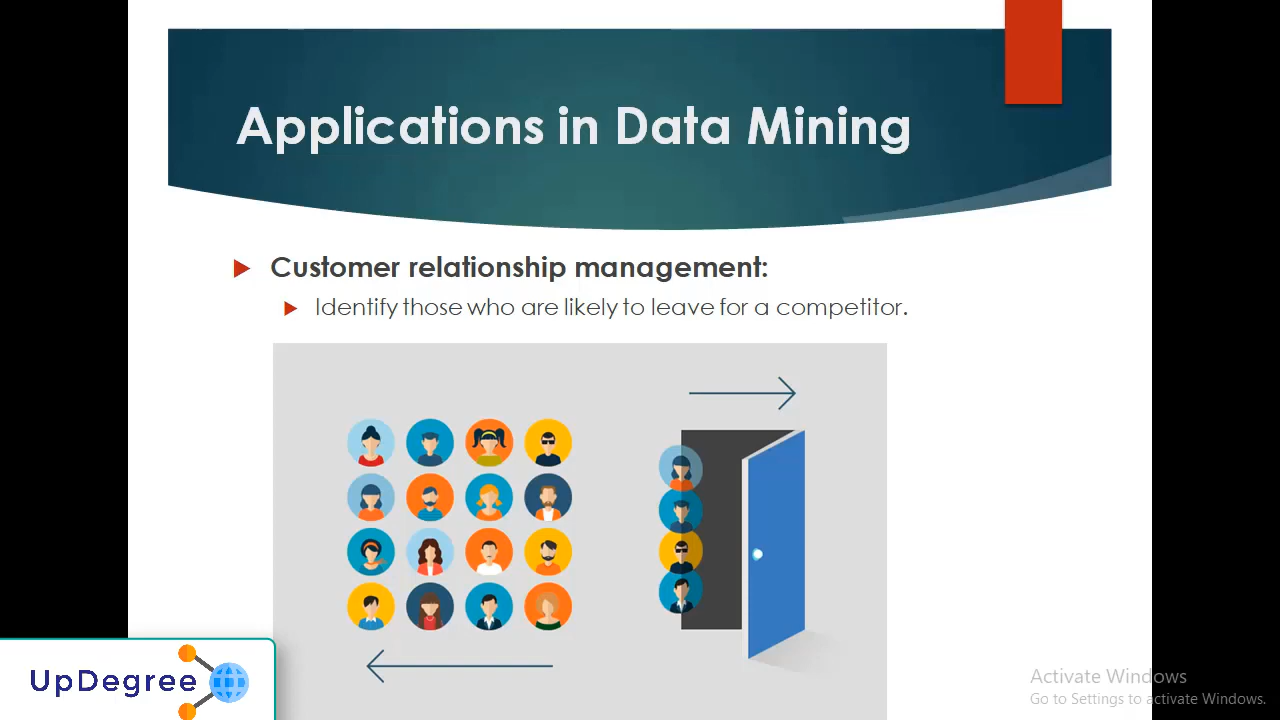 Applications in Data Mining
Customer relationship management:
Identify those who are likely to leave for a competitor.
UpDegree
Activate Windows
Go to Settings to activate Windows.